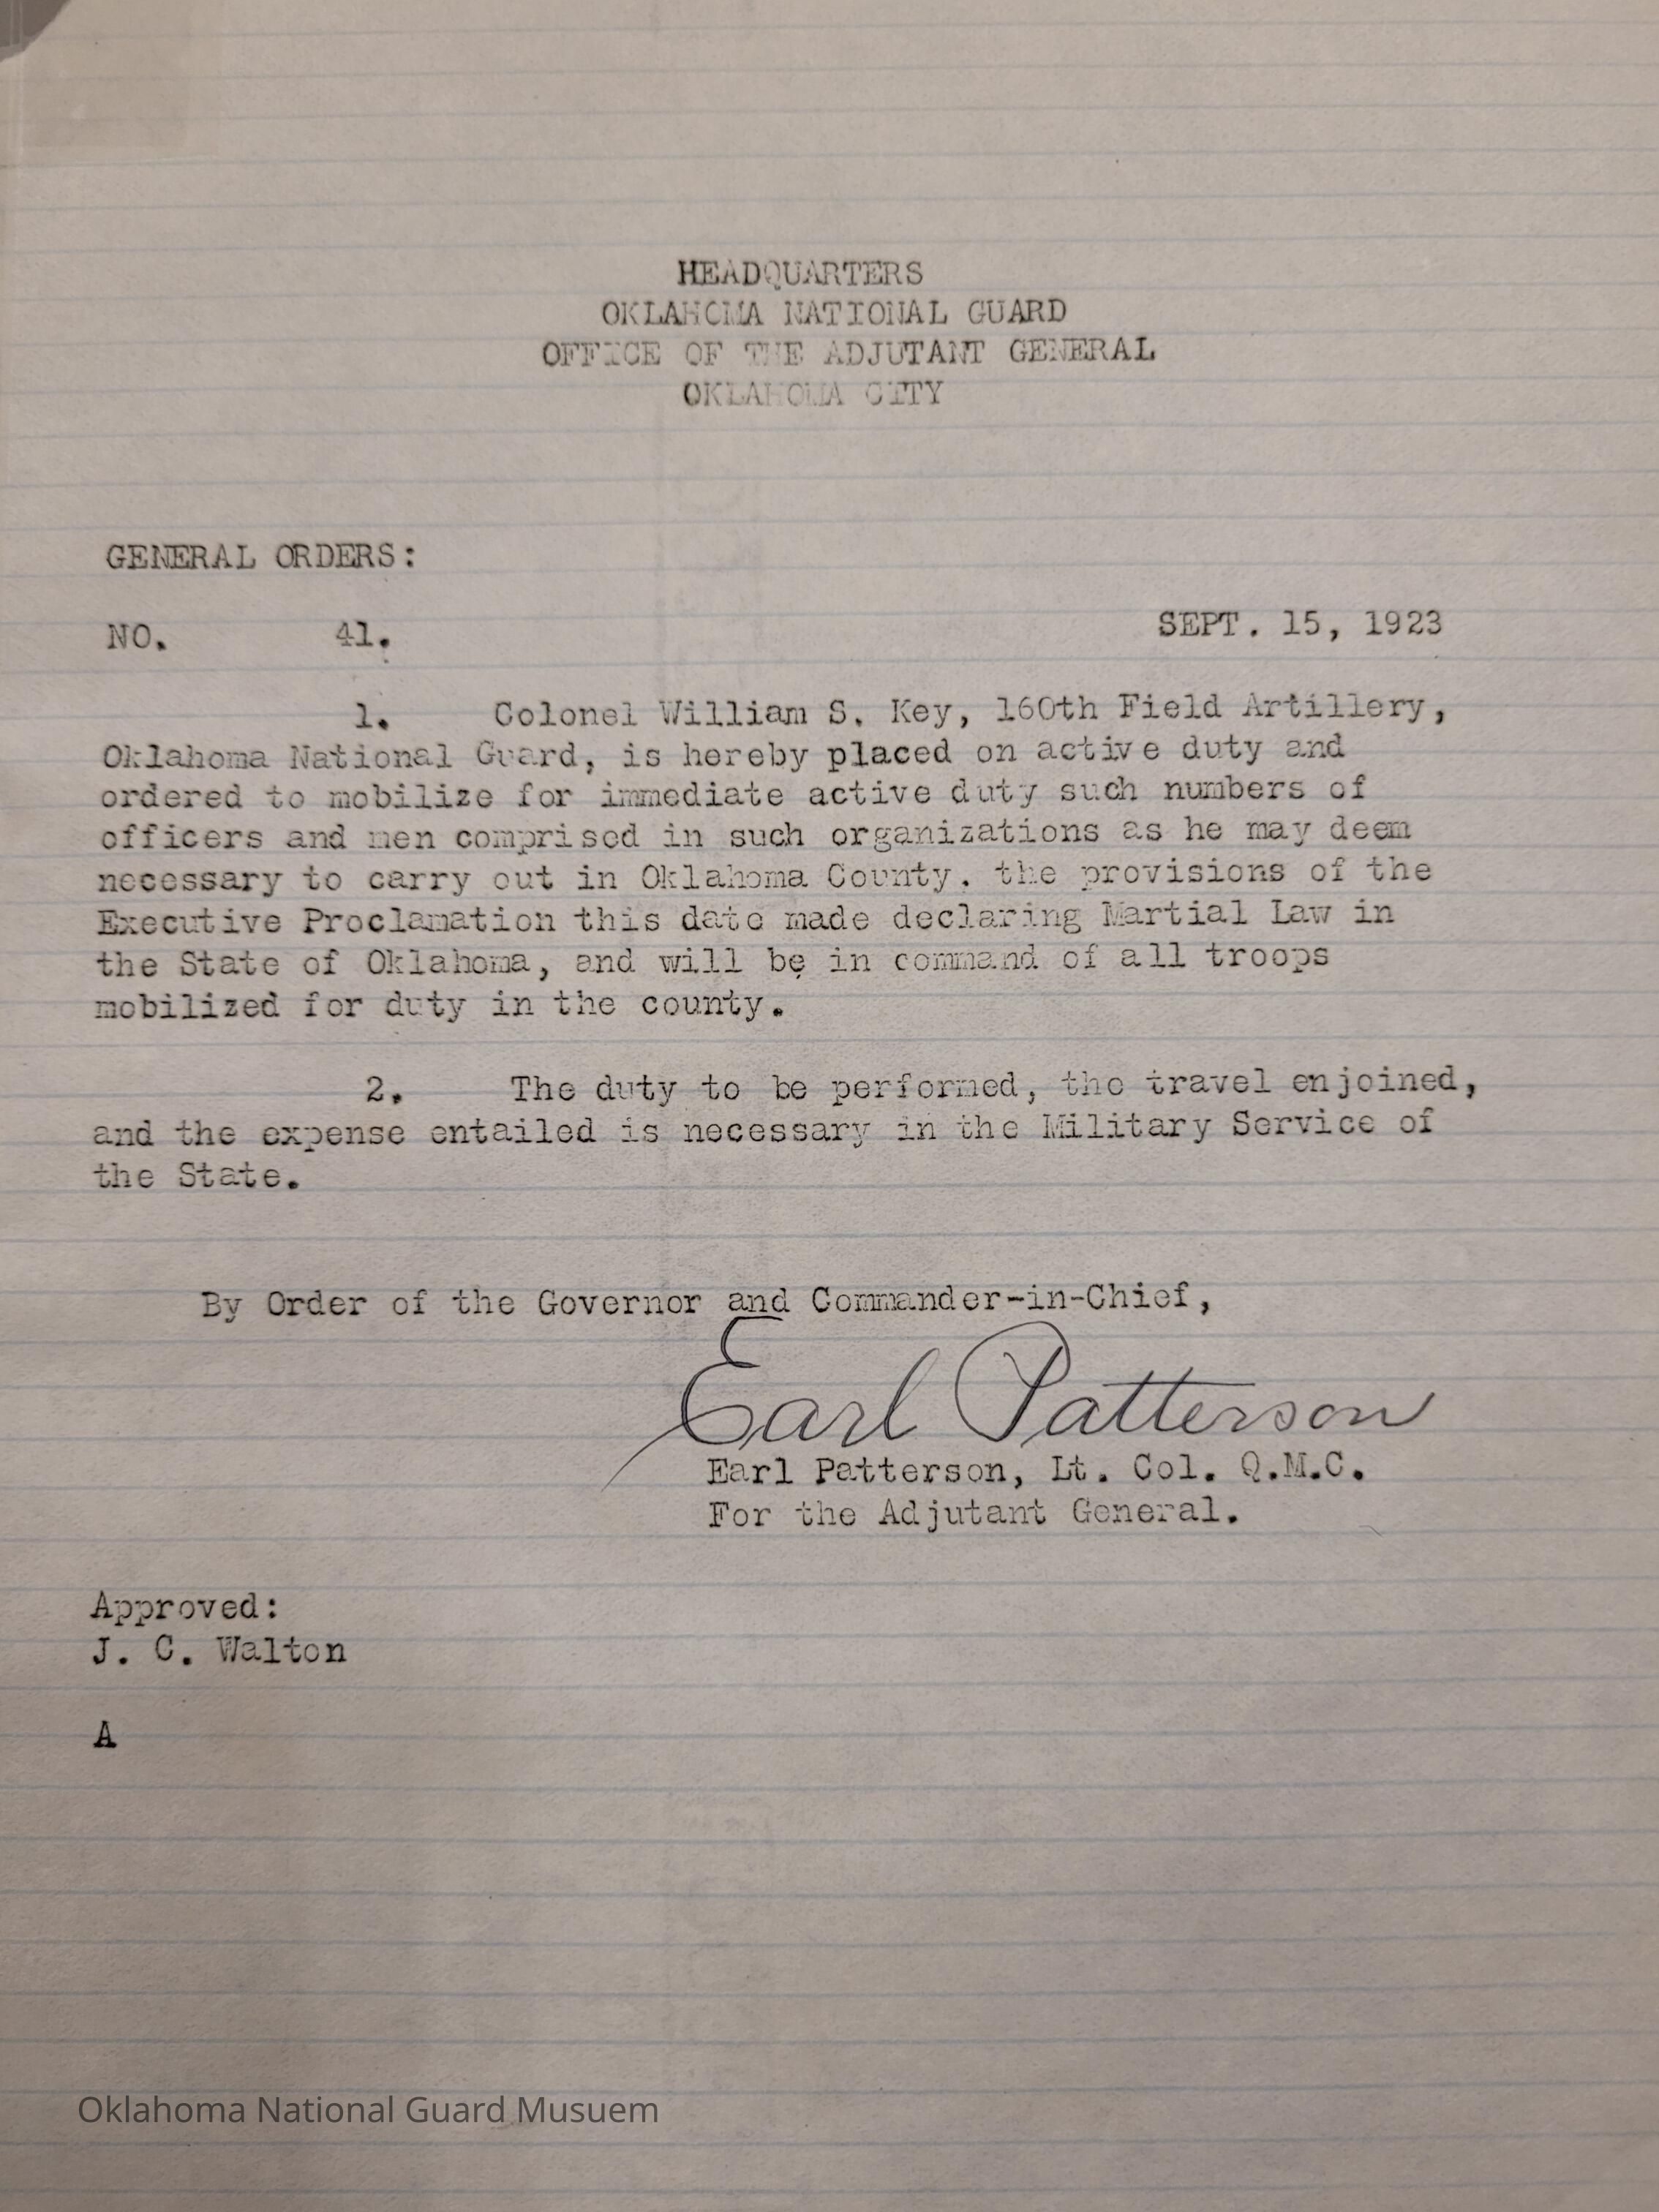 HEADQUARTERS
OKLAHOMA NATIONAL GUARD
OFFICE OF THE ADJUTANT GENERAL
OKLAHOMA CITY
GENERAL ORDERS:
NO. 41. SEPT. 15, 1923
1. Colonel William S. Key, 160th Field Artillery,
Oklahoma National Guard, is hereby placed on active duty and
ordered to mobilize for immediate active duty such numbers of
officers and men comprised in such organizations as he may deem
necessary to carry out in Oklahoma County. the provisions of the
Executive Proclamation this date made declaring Martial Law in
the State of Oklahoma, and will be in command of all troops
mobilized for duty in the county.
2. The duty to be performed, the travel enjoined,
and the expense entailed is necessary in the Military Service of
the State.
By Order of the Governor and Commander-in-Chief,
Earl Patterson
Earl Patterson, Lt. Col. Q.M.C.
For the Adjutant General.
Approved:
J. C. Walton
A
Oklahoma National Guard Musuem